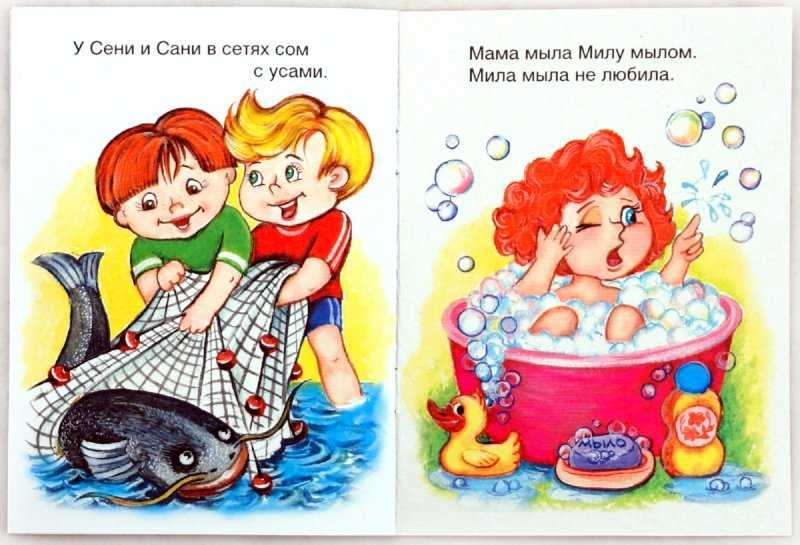 У Сени и Сани в сетях сом
с усами.
Мама мыла Милу мылом.
Мила мыла не любила.
МЫЛО